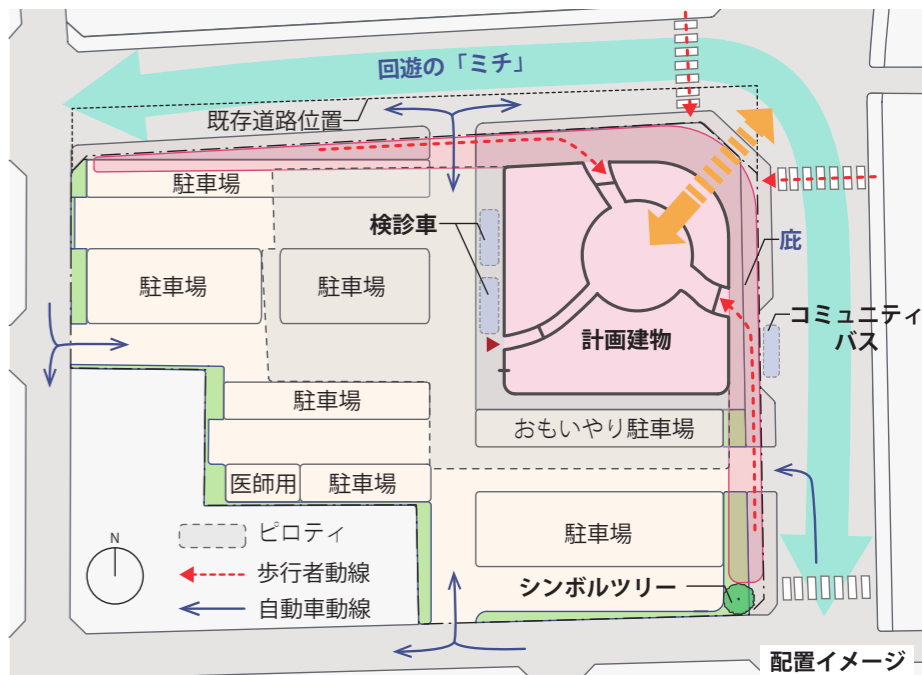 回遊の「ミチ」
既存道路位置
駐車場
検診車
庇
駐車場
駐車場
コミュニティ
バス
計画建物
駐車場
おもいやり駐車場
医師用
駐車場
駐車場
ピロティ
N
歩行者動線
シンボルツリー
自動車動線
配置イメージ